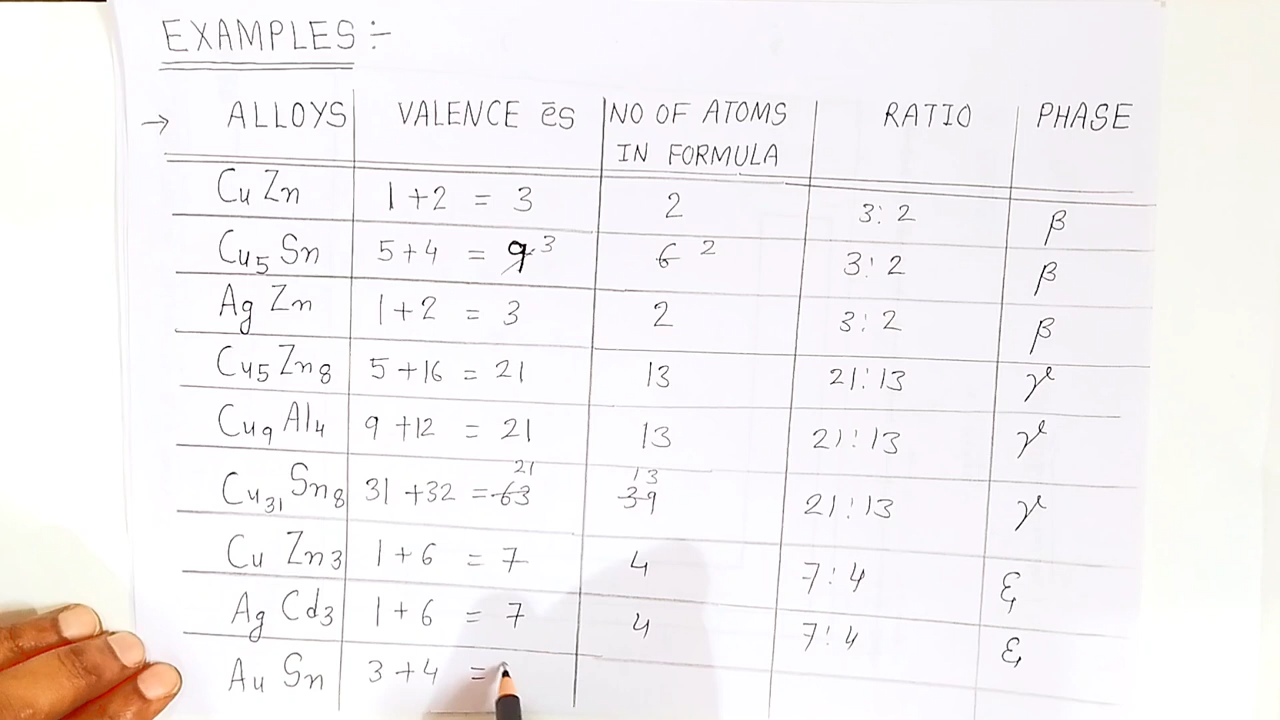 EXAMPLES :-
→ ALLOYS VALENCE ēs NO OF ATOMS IN FORMULA RATIO PHASE
Cu Zn 1+2 = 3 2 3:2 β
Cu5 Sn 5+4 = 9 3 6 2 3:2 β
Ag Zn 1+2 = 3 2 3:2 β
Cu5 Zn8 5+16 = 21 13 21:13 γ
Cu9 Al4 9+12 = 21 13 21:13 γ
Cu31 Sn8 31+32 = 63 21 39 13 21:13 γ
Cu Zn3 1+6 = 7 4 7:4 ε
Ag Cd3 1+6 = 7 4 7:4 ε
Au Sn 3+4 =